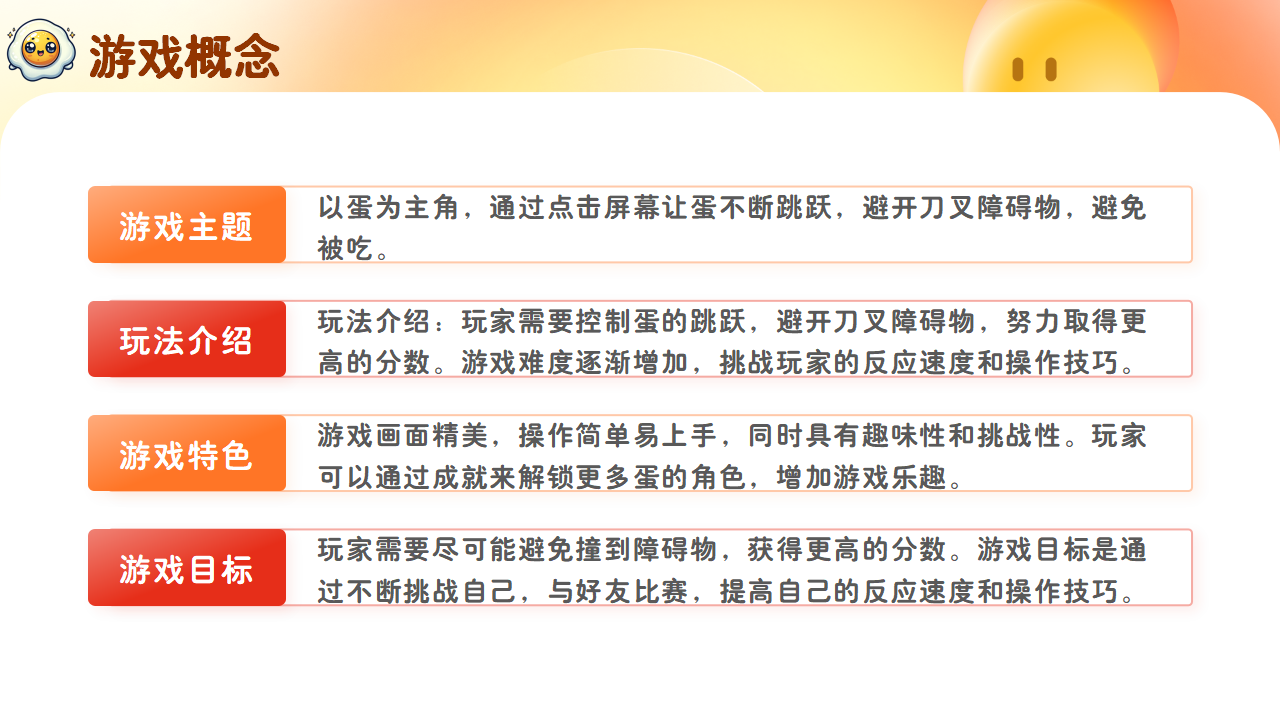 游戏概念
游戏主题
以蛋为主角，通过点击屏幕让蛋不断跳跃，避开刀叉障碍物，避免
被吃。
玩法介绍
玩法介绍：玩家需要控制蛋的跳跃，避开刀叉障碍物，努力取得更
高的分数。游戏难度逐渐增加，挑战玩家的反应速度和操作技巧。
游戏特色
游戏画面精美，操作简单易上手，同时具有趣味性和挑战性。玩家
可以通过成就来解锁更多蛋的角色，增加游戏乐趣。
游戏目标
玩家需要尽可能避免撞到障碍物，获得更高的分数。游戏目标是通
过不断挑战自己，与好友比赛，提高自己的反应速度和操作技巧。